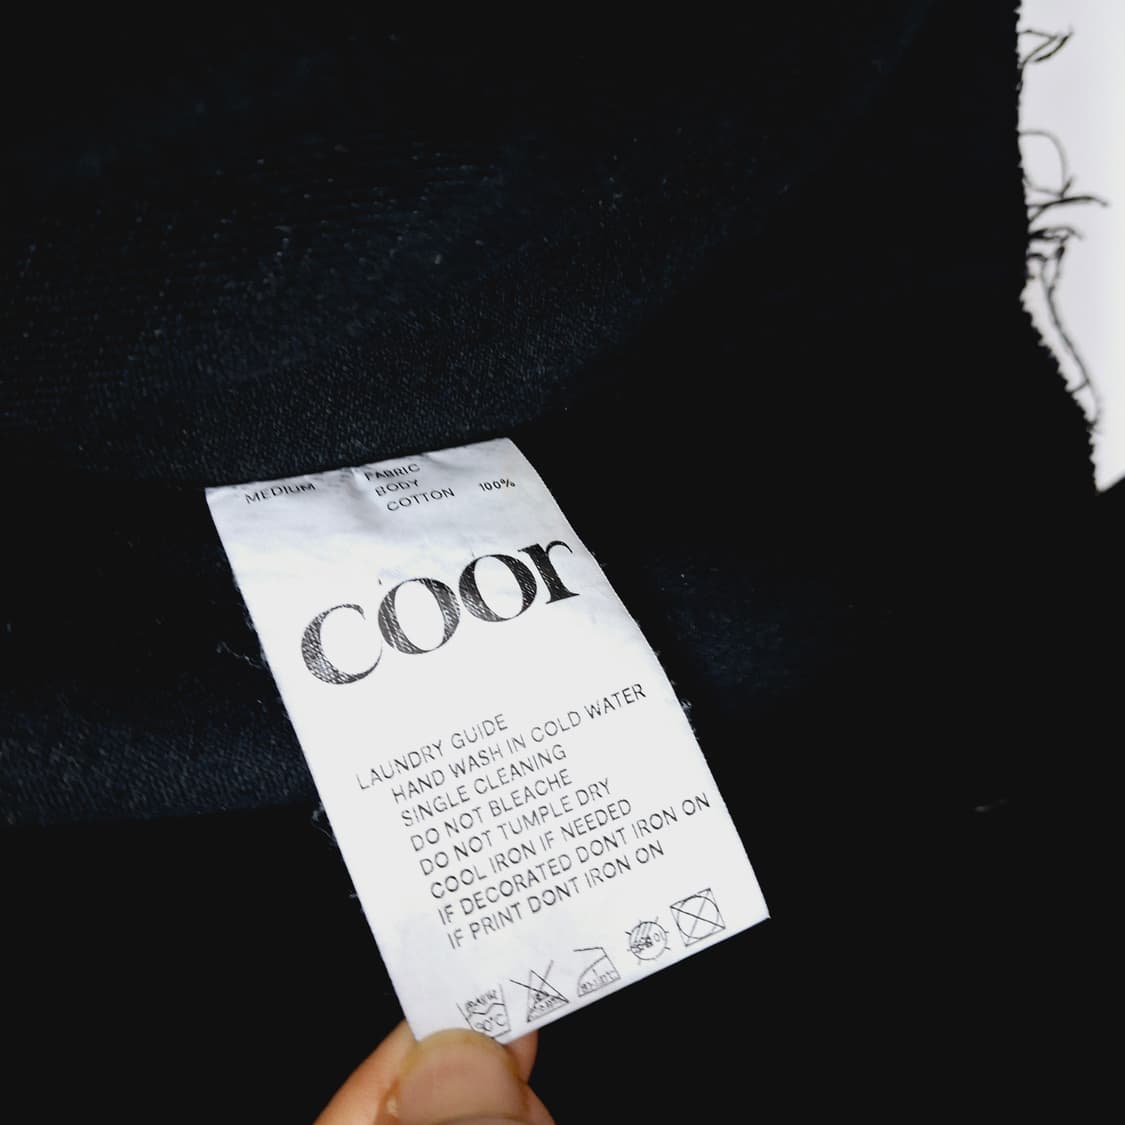 MEDIUM
FABRIC
BODY
COTTON 100%
coor
LAUNDRY GUIDE
HAND WASH IN COLD WATER
SINGLE CLEANING
DO NOT BLEACHE
DO NOT TUMPLE DRY
COOL IRON IF NEEDED
IF DECORATED DONT IRON ON
IF PRINT DONT IRON ON